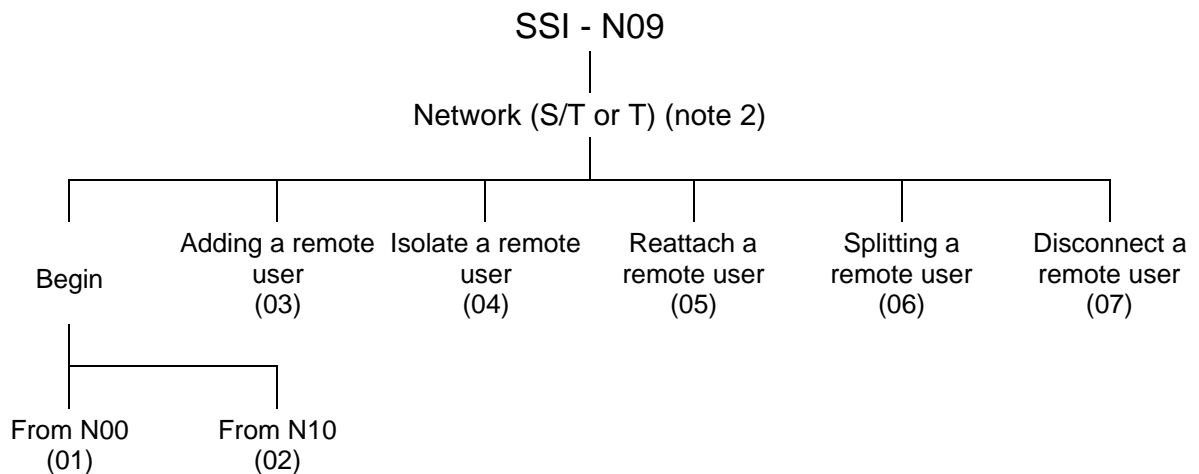 SSI - N09
Network (S/T or T) (note 2)
Begin
Adding a remote
user
(03)
Isolate a remote
user
(04)
Reattach a
remote user
(05)
Splitting a
remote user
(06)
Disconnect a
remote user
(07)
From N00
(01)
From N10
(02)